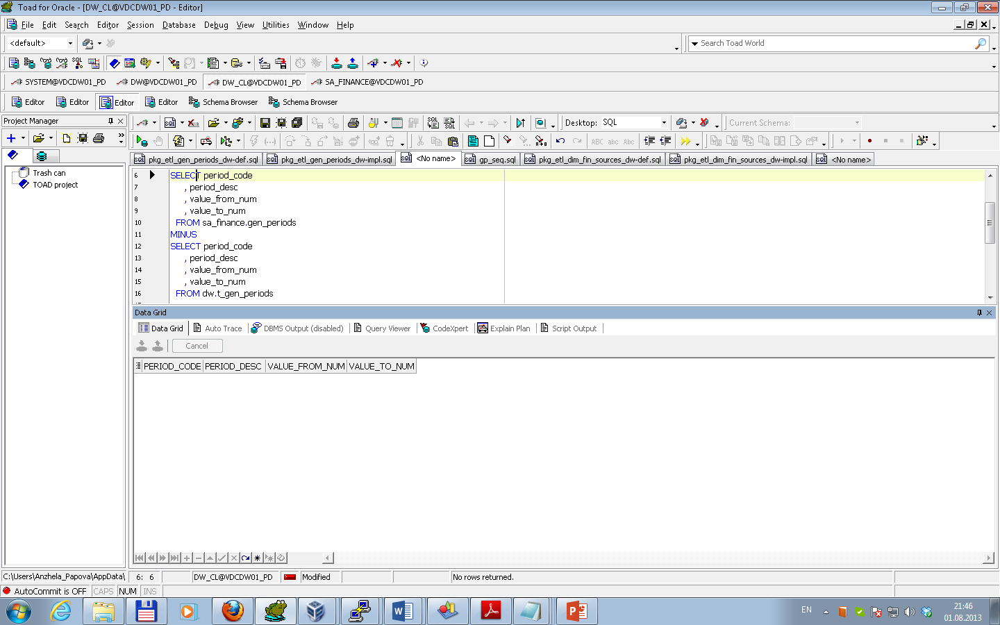 Toad for Oracle - [DW_CL@VDCDW01_PD - Editor]
File Edit Search Editor Session Database Debug View Utilities Window Help
<default> Search Toad World
SQL
SYSTEM@VDCDW01_PD DW@VDCDW01_PD DW_CL@VDCDW01_PD SA_FINANCE@VDCDW01_PD
Editor Editor Editor Editor Schema Browser Schema Browser
Project Manager
Desktop: SQL Current Schema:
ABC abc Abc
pkg_etl_gen_periods_dw-def.sql pkg_etl_gen_periods_dw-impl.sql <No name> gp_seq.sql pkg_etl_dim_fin_sources_dw-def.sql pkg_etl_dim_fin_sources_dw-impl.sql <No name>
Trash can
TOAD project
6 SELECT period_code
7 , period_desc
8 , value_from_num
9 , value_to_num
10 FROM sa_finance.gen_periods
11 MINUS
12 SELECT period_code
13 , period_desc
14 , value_from_num
15 , value_to_num
16 FROM dw.t_gen_periods
Data Grid
Data Grid Auto Trace DBMS Output (disabled) Query Viewer CodeXpert Explain Plan Script Output
Cancel
PERIOD_CODE PERIOD_DESC VALUE_FROM_NUM VALUE_TO_NUM
C:\Users\Anzhela_Papova\AppData\ 6: 6 DW_CL@VDCDW01_PD Modified No rows returned.
AutoCommit is OFF CAPS NUM INS
EN 21:46
01.08.2013